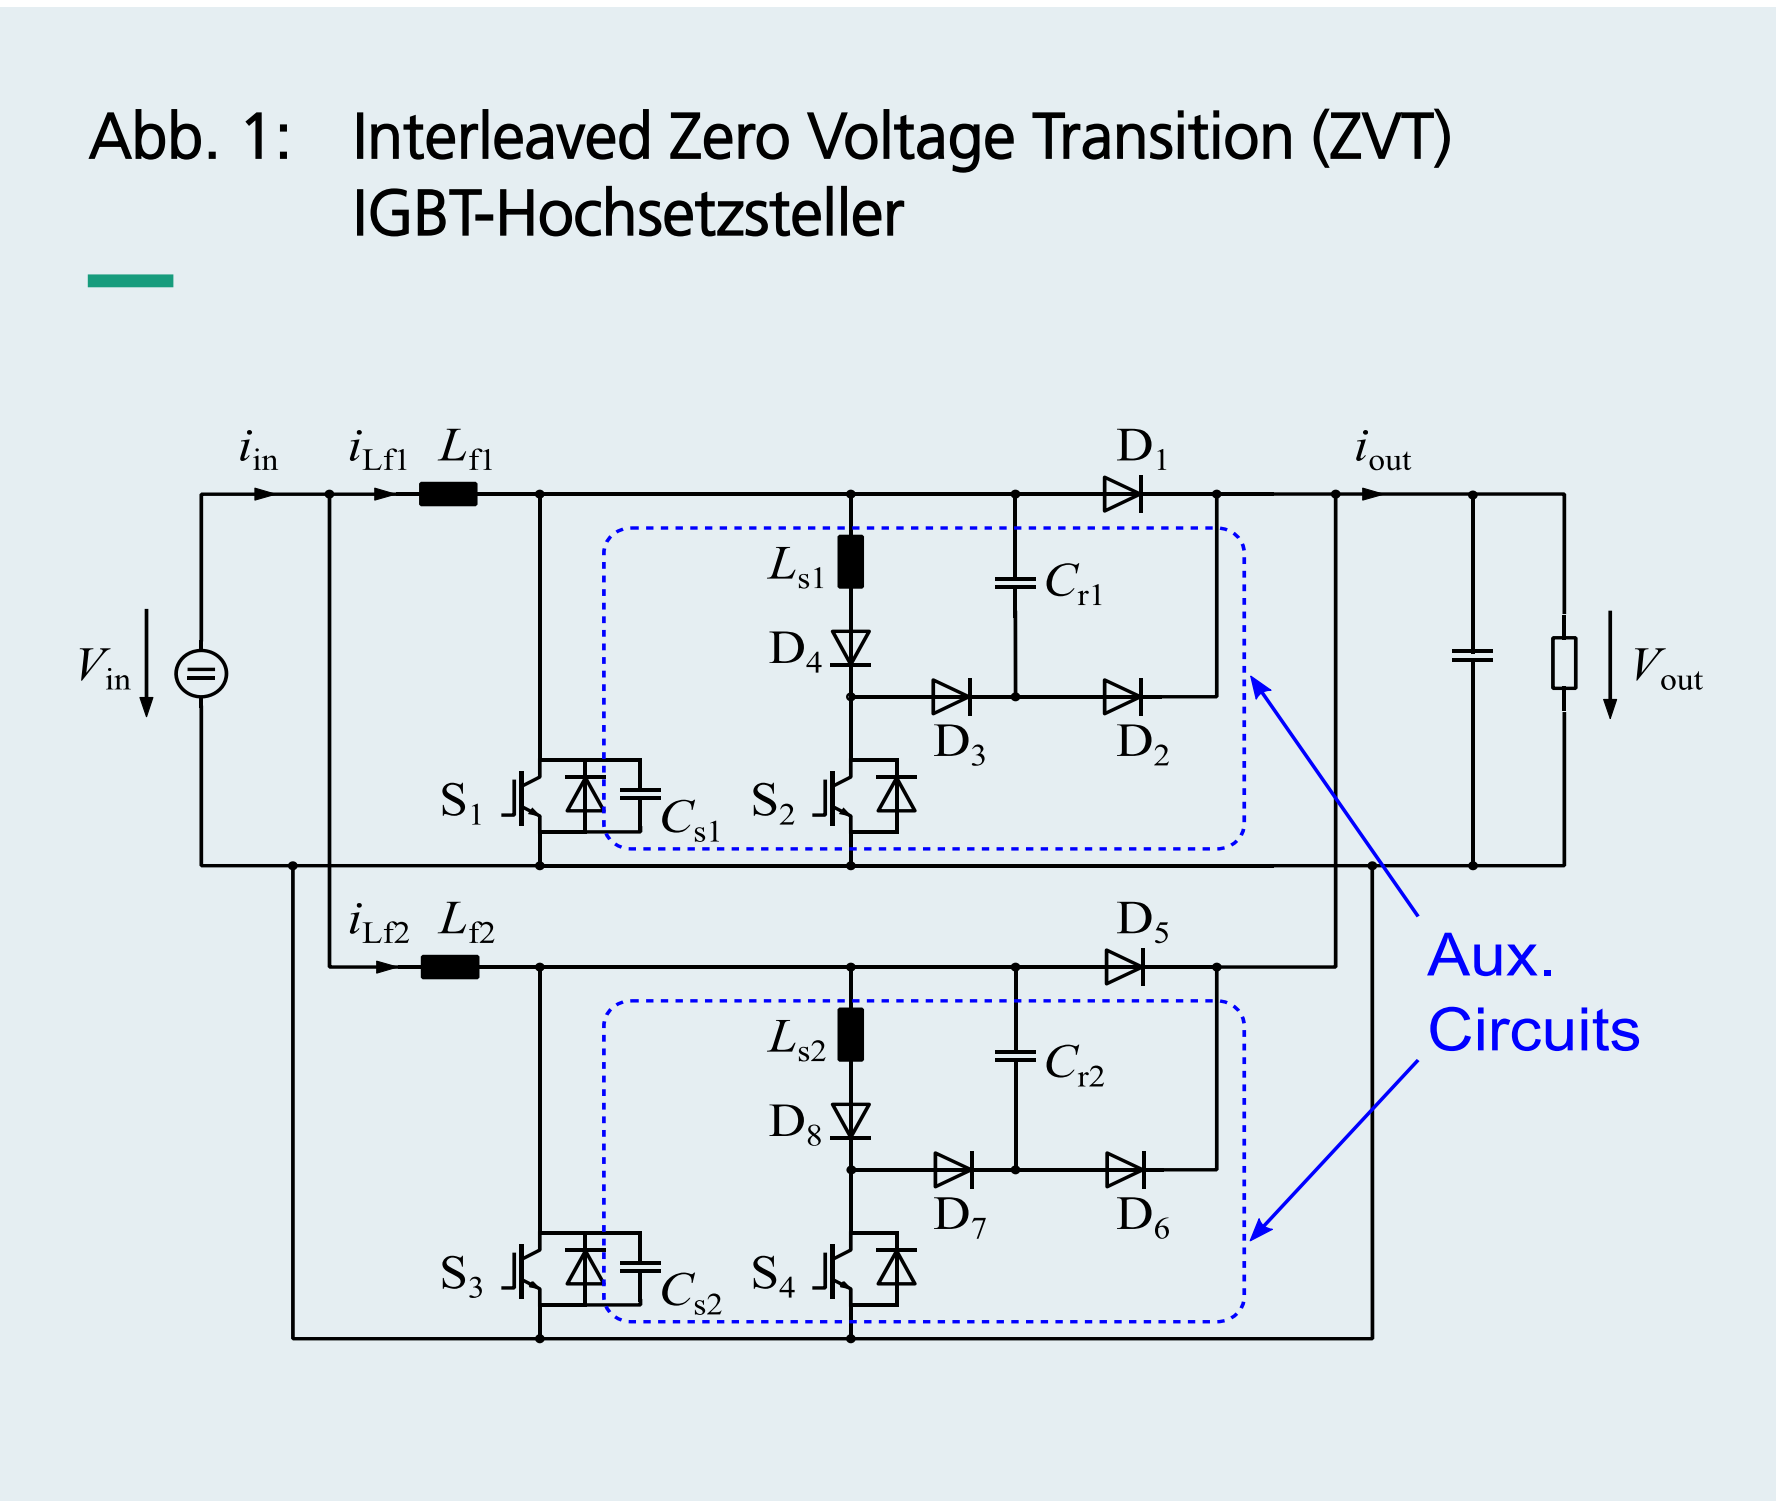 Abb. 1: Interleaved Zero Voltage Transition (ZVT)
IGBT-Hochsetzsteller
i_in
i_Lf1
L_f1
D_1
i_out
L_s1
C_r1
D_4
V_in
V_out
D_3
D_2
S_1
C_s1
S_2
i_Lf2
L_f2
D_5
Aux.
Circuits
L_s2
C_r2
D_8
D_7
D_6
S_3
C_s2
S_4